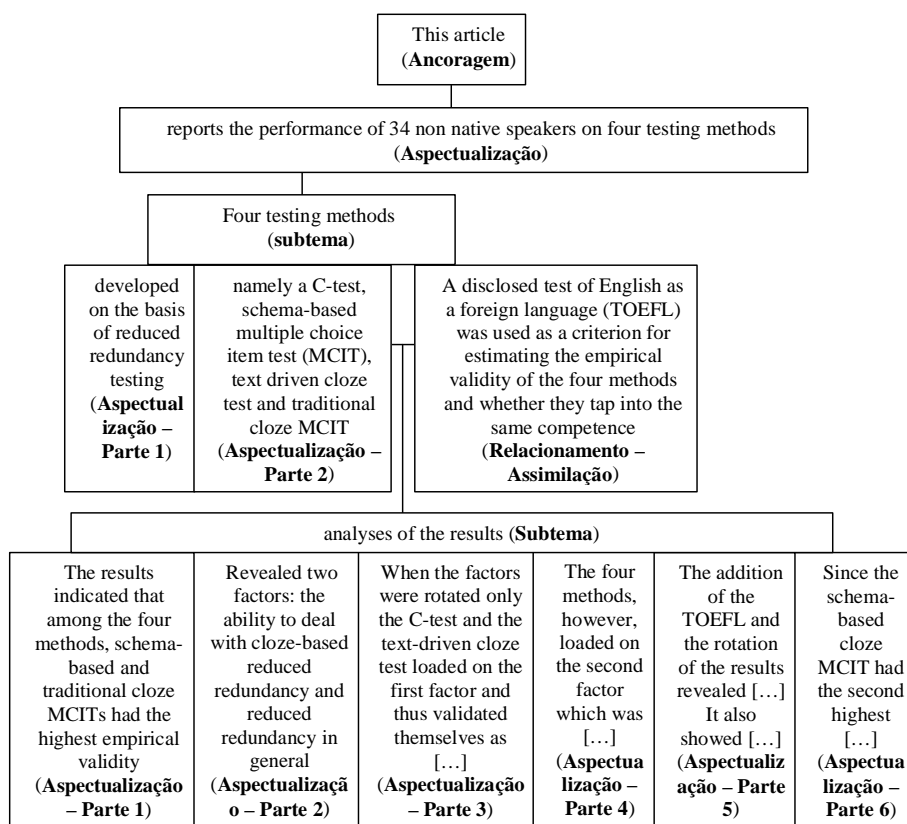 This article
(Ancoragem)
reports the performance of 34 non native speakers on four testing methods
(Aspectualização)
Four testing methods
(subtema)
developed
on the basis
of reduced
redundancy
testing
(Aspectual
ização –
Parte 1)
namely a C-test,
schema-based
multiple choice
item test (MCIT),
text driven cloze
test and traditional
cloze MCIT
(Aspectualização –
Parte 2)
A disclosed test of English as
a foreign language (TOEFL)
was used as a criterion for
estimating the empirical
validity of the four methods
and whether they tap into the
same competence
(Relacionamento –
Assimilação)
analyses of the results (Subtema)
The results
indicated that
among the four
methods, schema-
based and
traditional cloze
MCITs had the
highest empirical
validity
(Aspectualização
– Parte 1)
Revealed two
factors: the
ability to deal
with cloze-based
reduced
redundancy and
reduced
redundancy in
general
(Aspectualizaçã
o – Parte 2)
When the factors
were rotated only
the C-test and the
text-driven cloze
test loaded on the
first factor and
thus validated
themselves as
[…]
(Aspectualização
– Parte 3)
The four
methods,
however,
loaded on
the second
factor
which was
[…]
(Aspectua
lização –
Parte 4)
The addition
of the
TOEFL and
the rotation
of the results
revealed […]
It also
showed […]
(Aspectualiz
ação – Parte
5)
Since the
schema-
based
cloze
MCIT had
the second
highest
[…]
(Aspectua
lização –
Parte 6)